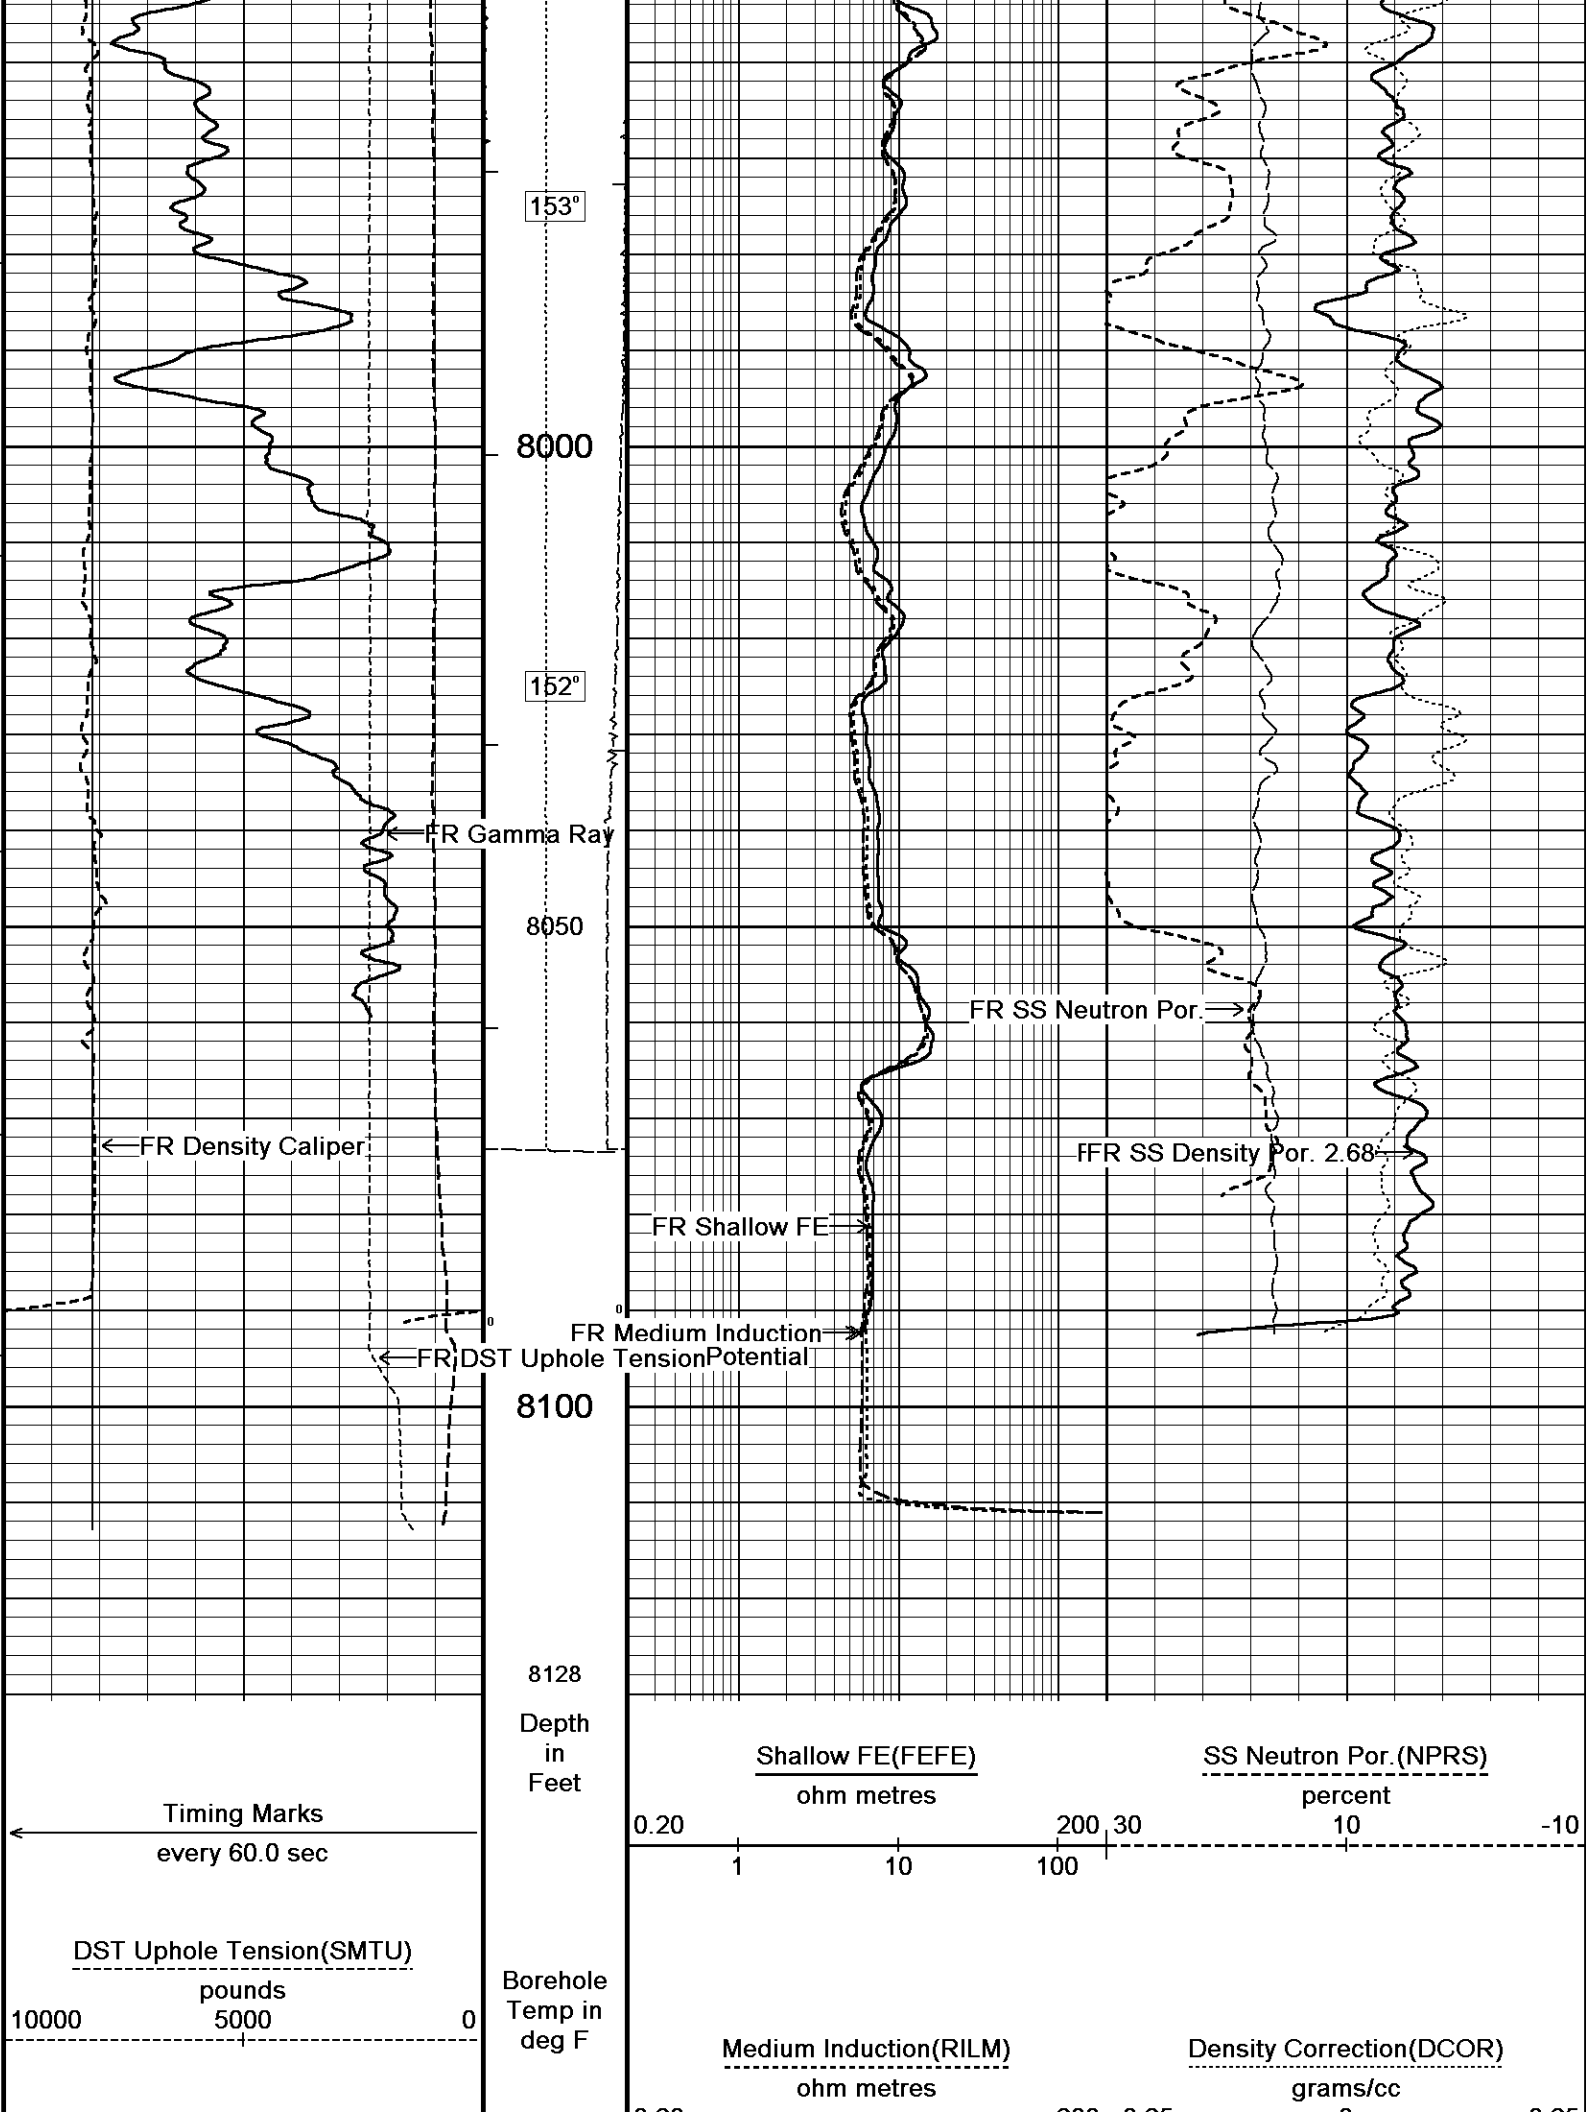 153°
8000
152°
FR Gamma Ray
8050
FR SS Neutron Por.
FR Density Caliper
FFR SS Density Por. 2.68
FR Shallow FE
0
0
FR Medium Induction
FR DST Uphole TensionPotential
8100
8128
Depth
in
Feet
Timing Marks
every 60.0 sec
DST Uphole Tension(SMTU)
pounds
10000 5000 0
Borehole
Temp in
deg F
Shallow FE(FEFE)
ohm metres
0.20 200
1 10 100
SS Neutron Por.(NPRS)
percent
30 10 -10
Medium Induction(RILM)
ohm metres
Density Correction(DCOR)
grams/cc